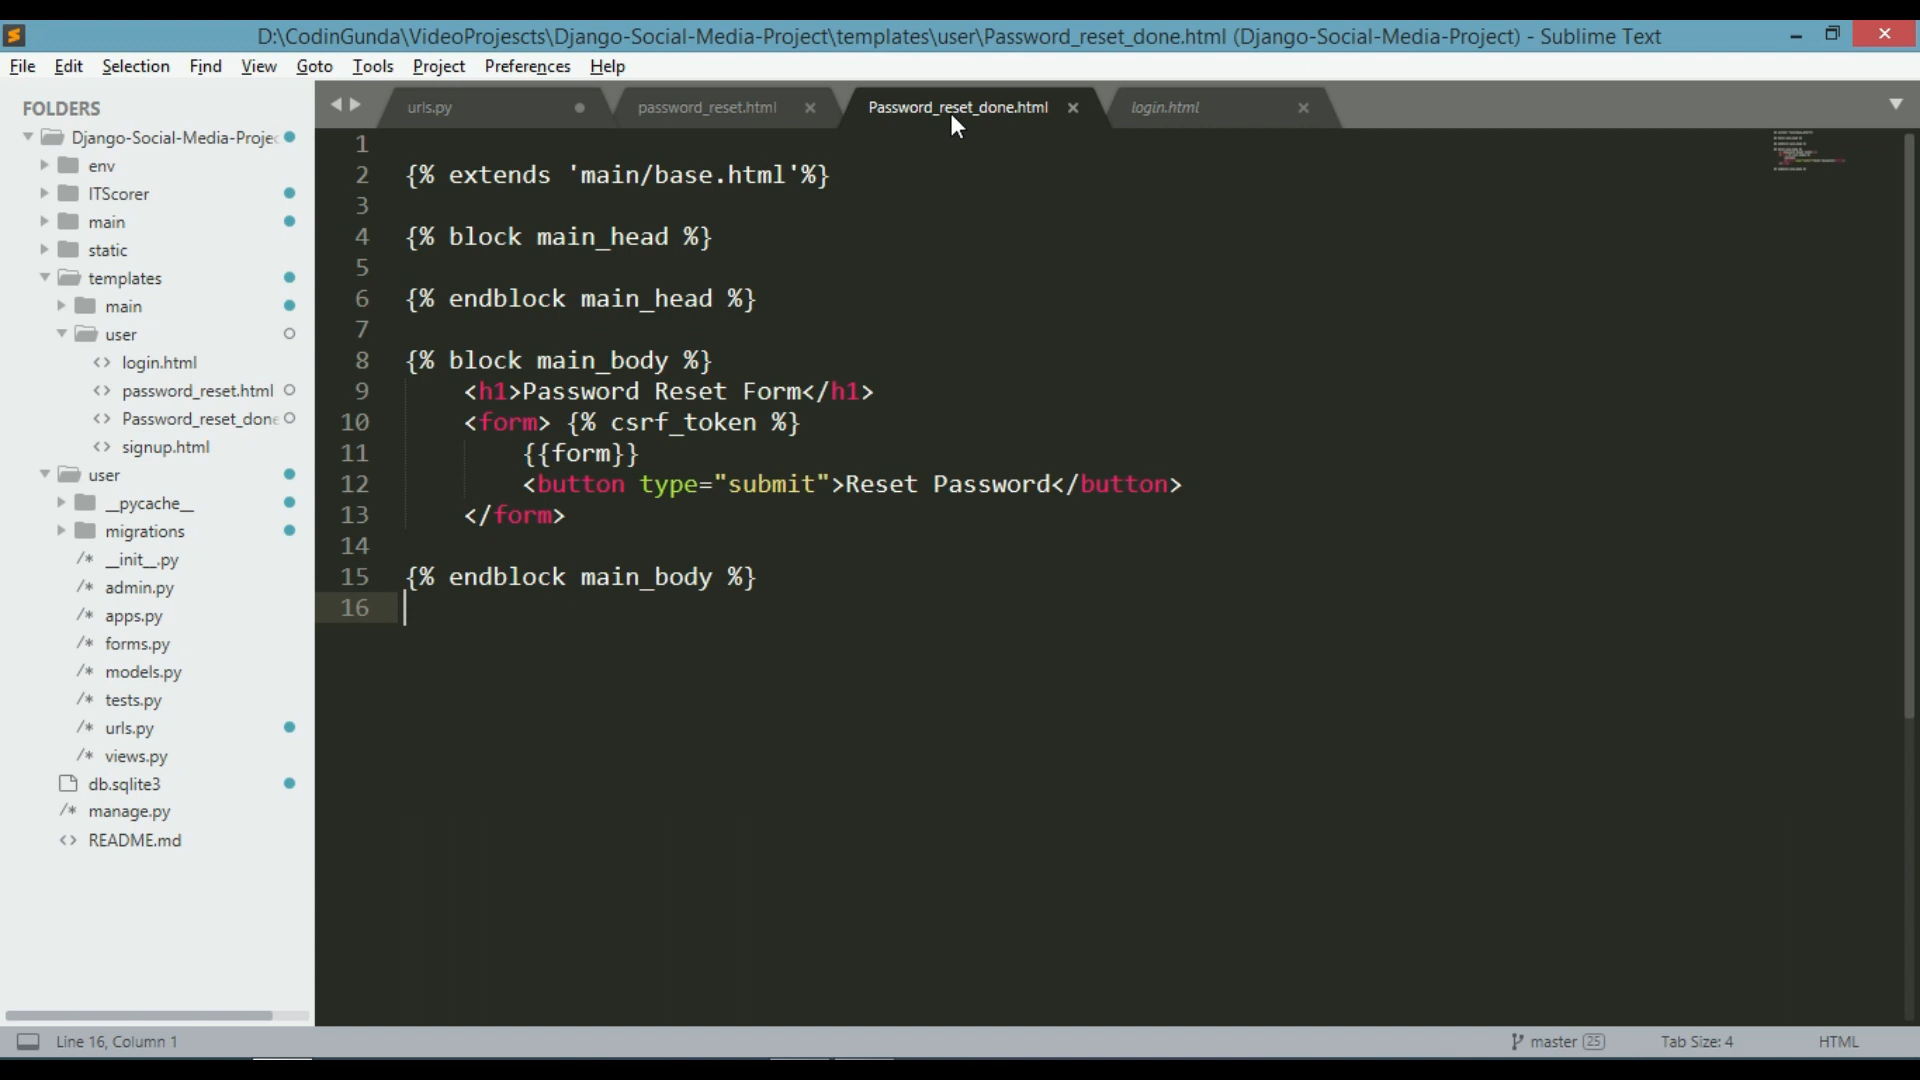 D:\CodinGunda\VideoProjescts\Django-Social-Media-Project\templates\user\Password_reset_done.html (Django-Social-Media-Project) - Sublime Text
File Edit Selection Find View Goto Tools Project Preferences Help
FOLDERS
Django-Social-Media-Projec
env
ITScorer
main
static
templates
main
user
<> login.html
<> password_reset.html
<> Password_reset_done
<> signup.html
user
__pycache__
migrations
/* __init__.py
/* admin.py
/* apps.py
/* forms.py
/* models.py
/* tests.py
/* urls.py
/* views.py
db.sqlite3
/* manage.py
<> README.md
urls.py password_reset.html Password_reset_done.html login.html
1
2 {% extends 'main/base.html'%}
3
4 {% block main_head %}
5
6 {% endblock main_head %}
7
8 {% block main_body %}
9 <h1>Password Reset Form</h1>
10 <form> {% csrf_token %}
11 {{form}}
12 <button type="submit">Reset Password</button>
13 </form>
14
15 {% endblock main_body %}
16
Line 16, Column 1 master 25 Tab Size: 4 HTML